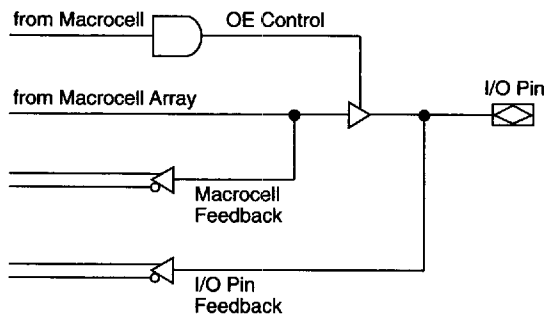 from Macrocell
OE Control
from Macrocell Array
I/O Pin
Macrocell
Feedback
I/O Pin
Feedback